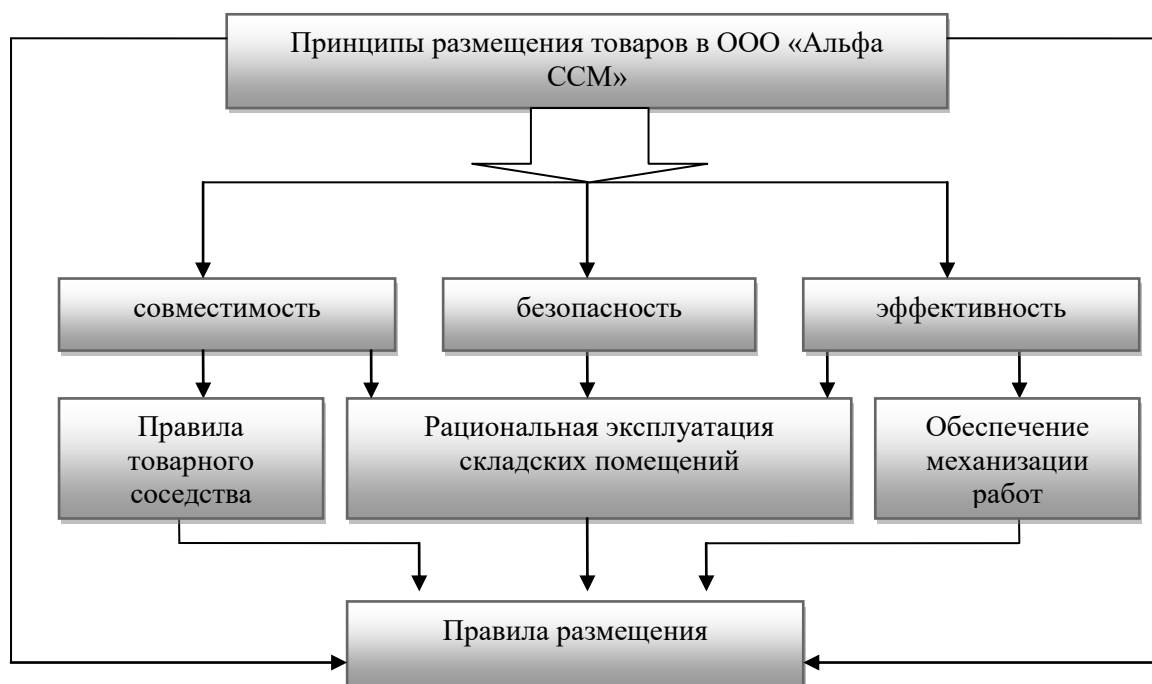 Принципы размещения товаров в ООО «Альфа
ССМ»
совместимость
безопасность
эффективность
Правила
товарного
соседства
Рациональная эксплуатация
складских помещений
Обеспечение
механизации
работ
Правила размещения